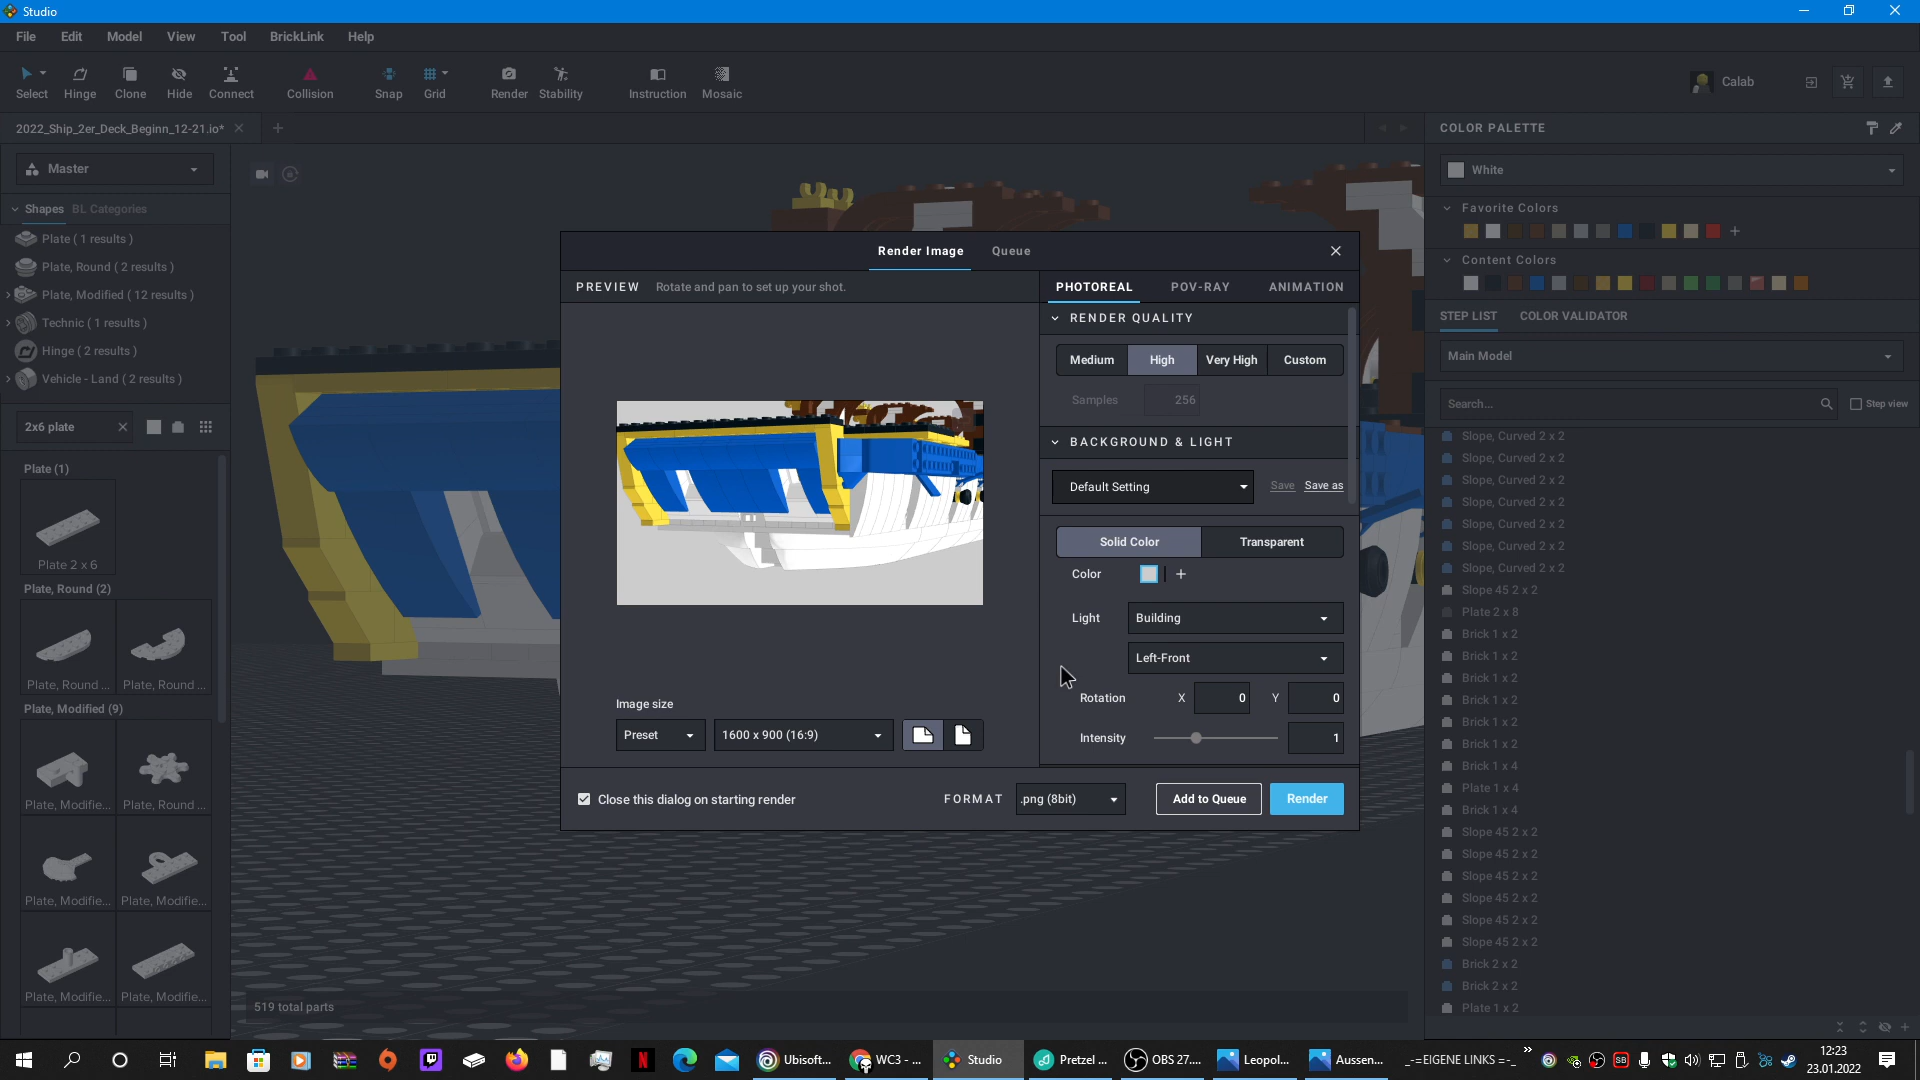 Studio
File Edit Model View Tool BrickLink Help
Select Hinge Clone Hide Connect Collision Snap Grid Render Stability Instruction Mosaic
Calab
2022_Ship_2er_Deck_Beginn_12-21.io*
Master
Shapes BL Categories
Plate ( 1 results )
Plate, Round ( 2 results )
Plate, Modified ( 12 results )
Technic ( 1 results )
Hinge ( 2 results )
Vehicle - Land ( 2 results )
2x6 plate
Plate (1)
Plate 2 x 6
Plate, Round (2)
Plate, Round ... Plate, Round ...
Plate, Modified (9)
Plate, Modifie... Plate, Round ...
Plate, Modifie... Plate, Modifie...
Plate, Modifie... Plate, Modifie...
519 total parts
Render Image Queue
PREVIEW Rotate and pan to set up your shot.
Image size
Preset 1600 x 900 (16:9)
PHOTOREAL POV-RAY ANIMATION
RENDER QUALITY
Medium High Very High Custom
Samples 256
BACKGROUND & LIGHT
Default Setting Save Save as
Solid Color Transparent
Color
Light Building
Left-Front
Rotation X 0 Y 0
Intensity 1
Close this dialog on starting render
FORMAT .png (8bit) Add to Queue Render
COLOR PALETTE
White
Favorite Colors
Content Colors
STEP LIST COLOR VALIDATOR
Main Model
Search... Step view
Slope, Curved 2 x 2
Slope, Curved 2 x 2
Slope, Curved 2 x 2
Slope, Curved 2 x 2
Slope, Curved 2 x 2
Slope, Curved 2 x 2
Slope, Curved 2 x 2
Slope 45 2 x 2
Plate 2 x 8
Brick 1 x 2
Brick 1 x 2
Brick 1 x 2
Brick 1 x 2
Brick 1 x 2
Brick 1 x 2
Brick 1 x 4
Plate 1 x 4
Brick 1 x 4
Slope 45 2 x 2
Slope 45 2 x 2
Slope 45 2 x 2
Slope 45 2 x 2
Slope 45 2 x 2
Slope 45 2 x 2
Brick 2 x 2
Brick 2 x 2
Plate 1 x 2
Ubisoft... WC3 - ... Studio Pretzel ... OBS 27.... Leopol... Aussen... _-=EIGENE LINKS =-_ SB
12:23
23.01.2022